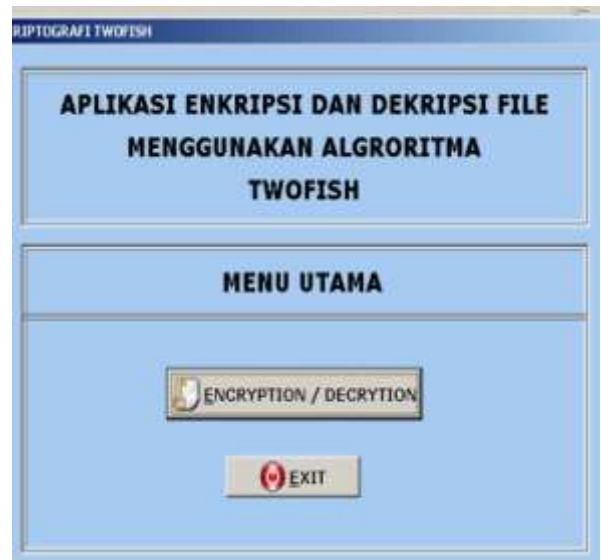 RIPTOGRAFI TWOFISH
APLIKASI ENKRIPSI DAN DEKRIPSI FILE
MENGGUNAKAN ALGRORITMA
TWOFISH
MENU UTAMA
ENCRYPTION / DECRYTION
EXIT